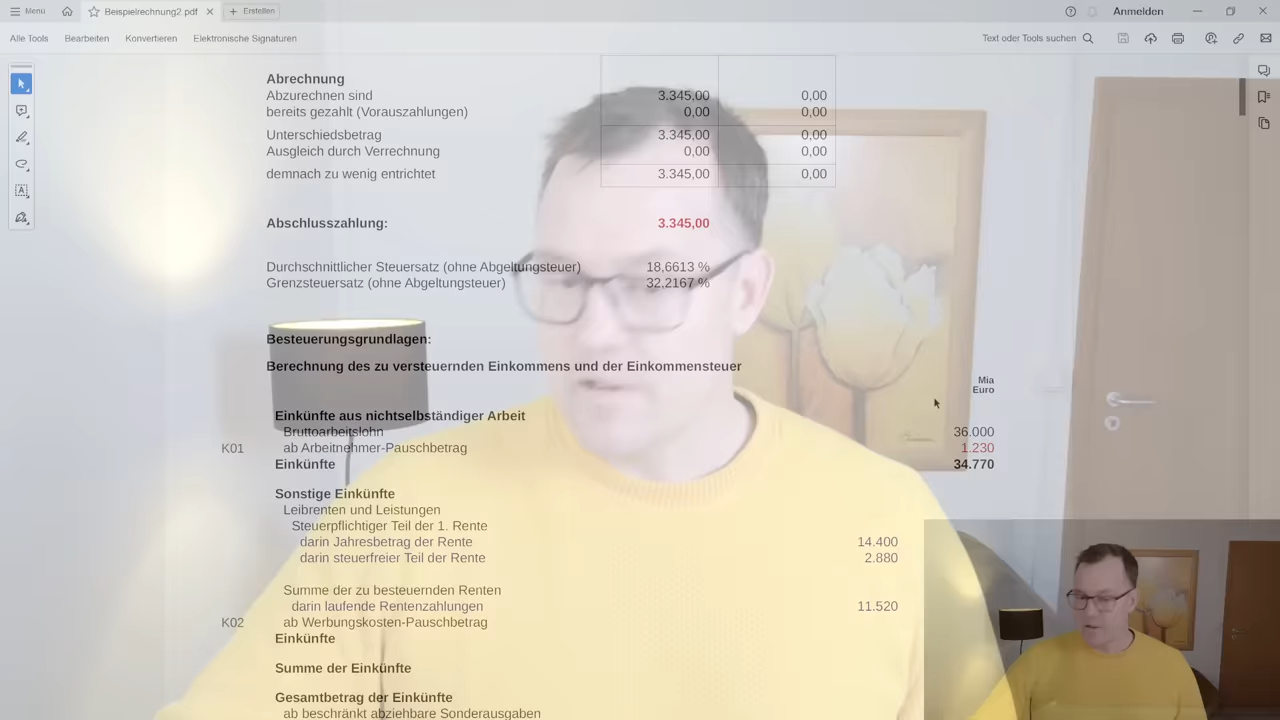 Menü
Beispielrechnung2.pdf
Erstellen
Anmelden
Alle Tools
Bearbeiten
Konvertieren
Elektronische Signaturen
Text oder Tools suchen
Abrechnung
Abzurechnen sind 3.345,00 0,00
bereits gezahlt (Vorauszahlungen) 0,00 0,00
Unterschiedsbetrag 3.345,00 0,00
Ausgleich durch Verrechnung 0,00 0,00
demnach zu wenig entrichtet 3.345,00 0,00
Abschlusszahlung: 3.345,00
Durchschnittlicher Steuersatz (ohne Abgeltungsteuer) 18,6613 %
Grenzsteuersatz (ohne Abgeltungsteuer) 32,2167 %
Besteuerungsgrundlagen:
Berechnung des zu versteuernden Einkommens und der Einkommensteuer
Mia
Euro
Einkünfte aus nichtselbständiger Arbeit
Bruttoarbeitslohn 36.000
K01 ab Arbeitnehmer-Pauschbetrag 1.230
Einkünfte 34.770
Sonstige Einkünfte
Leibrenten und Leistungen
Steuerpflichtiger Teil der 1. Rente
darin Jahresbetrag der Rente 14.400
darin steuerfreier Teil der Rente 2.880
Summe der zu besteuernden Renten
darin laufende Rentenzahlungen 11.520
K02 ab Werbungskosten-Pauschbetrag
Einkünfte
Summe der Einkünfte
Gesamtbetrag der Einkünfte
ab beschränkt abziehbare Sonderausgaben